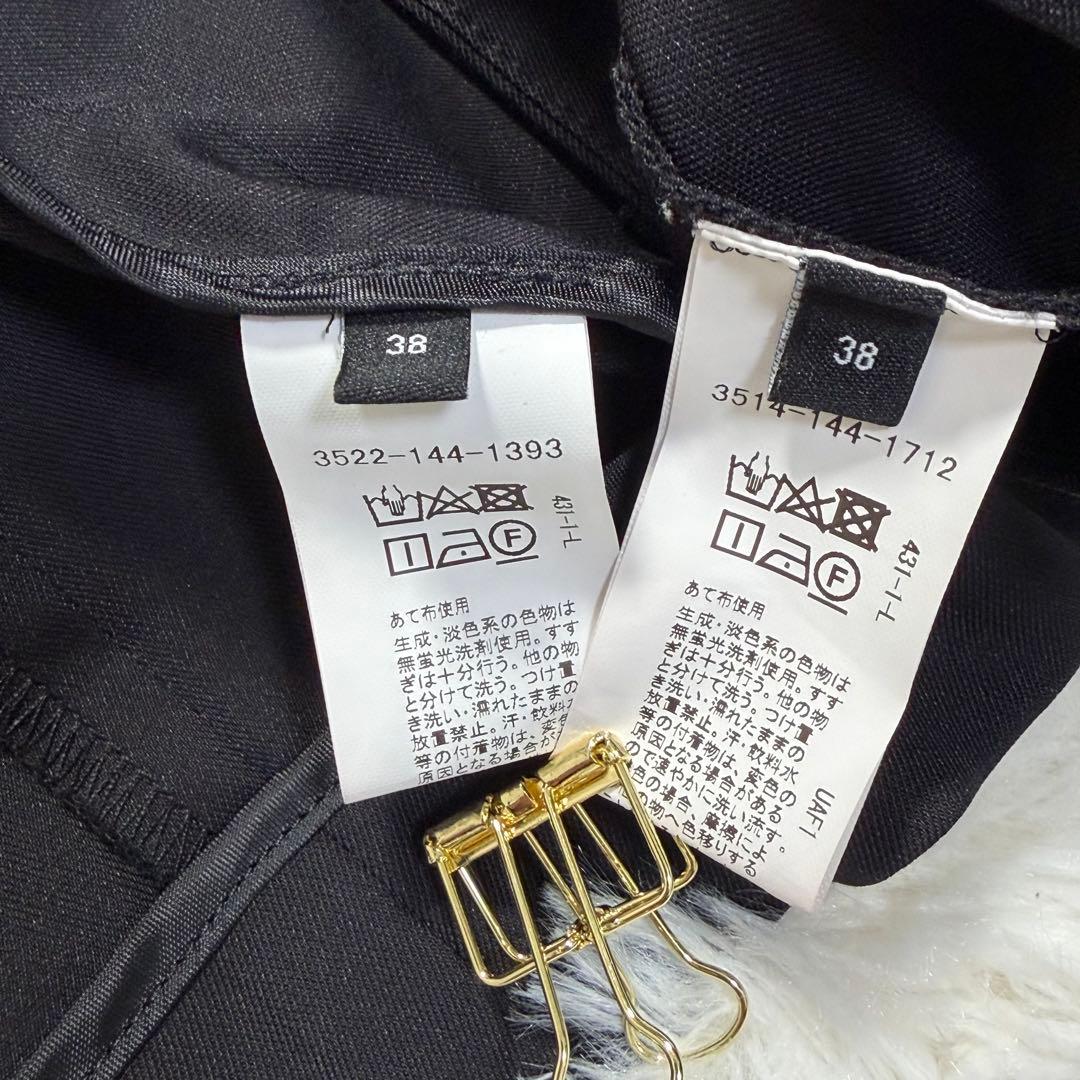 38
3522-144-1393
431-1-L
F
あて布使用
生成・淡色系の色物は
無蛍光洗剤使用。すす
ぎは十分行う。他の物
と分けて洗う。つけ置
き洗い・濡れたままの
放置禁止。汗・飲料水
等の付着物は、変色
原因となる場合が
38
3514-144-1712
431-1-L
F
あて布使用
生成・淡色系の色物は
無蛍光洗剤使用。すす
ぎは十分行う。他の物
と分けて洗う。つけ置
き洗い・濡れたままの
放置禁止。汗・飲料水
等の付着物は、変色の
原因となる場合がある
ので速やかに洗い流す。
色の場合、摩擦によ
の物へ色移りする
UAF1